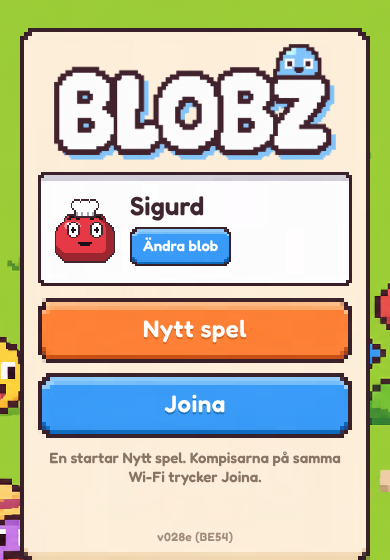 BLOBZ
Sigurd
Ändra blob
Nytt spel
Joina
En startar Nytt spel. Kompisarna på samma
Wi-Fi trycker Joina.
v028e (BE54)